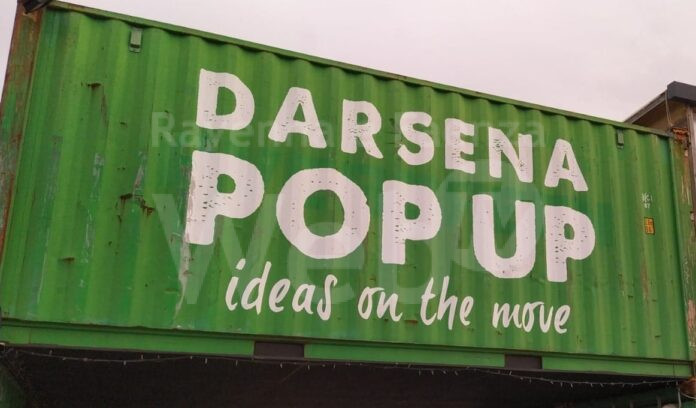 DARSENA
POPUP
ideas on the move